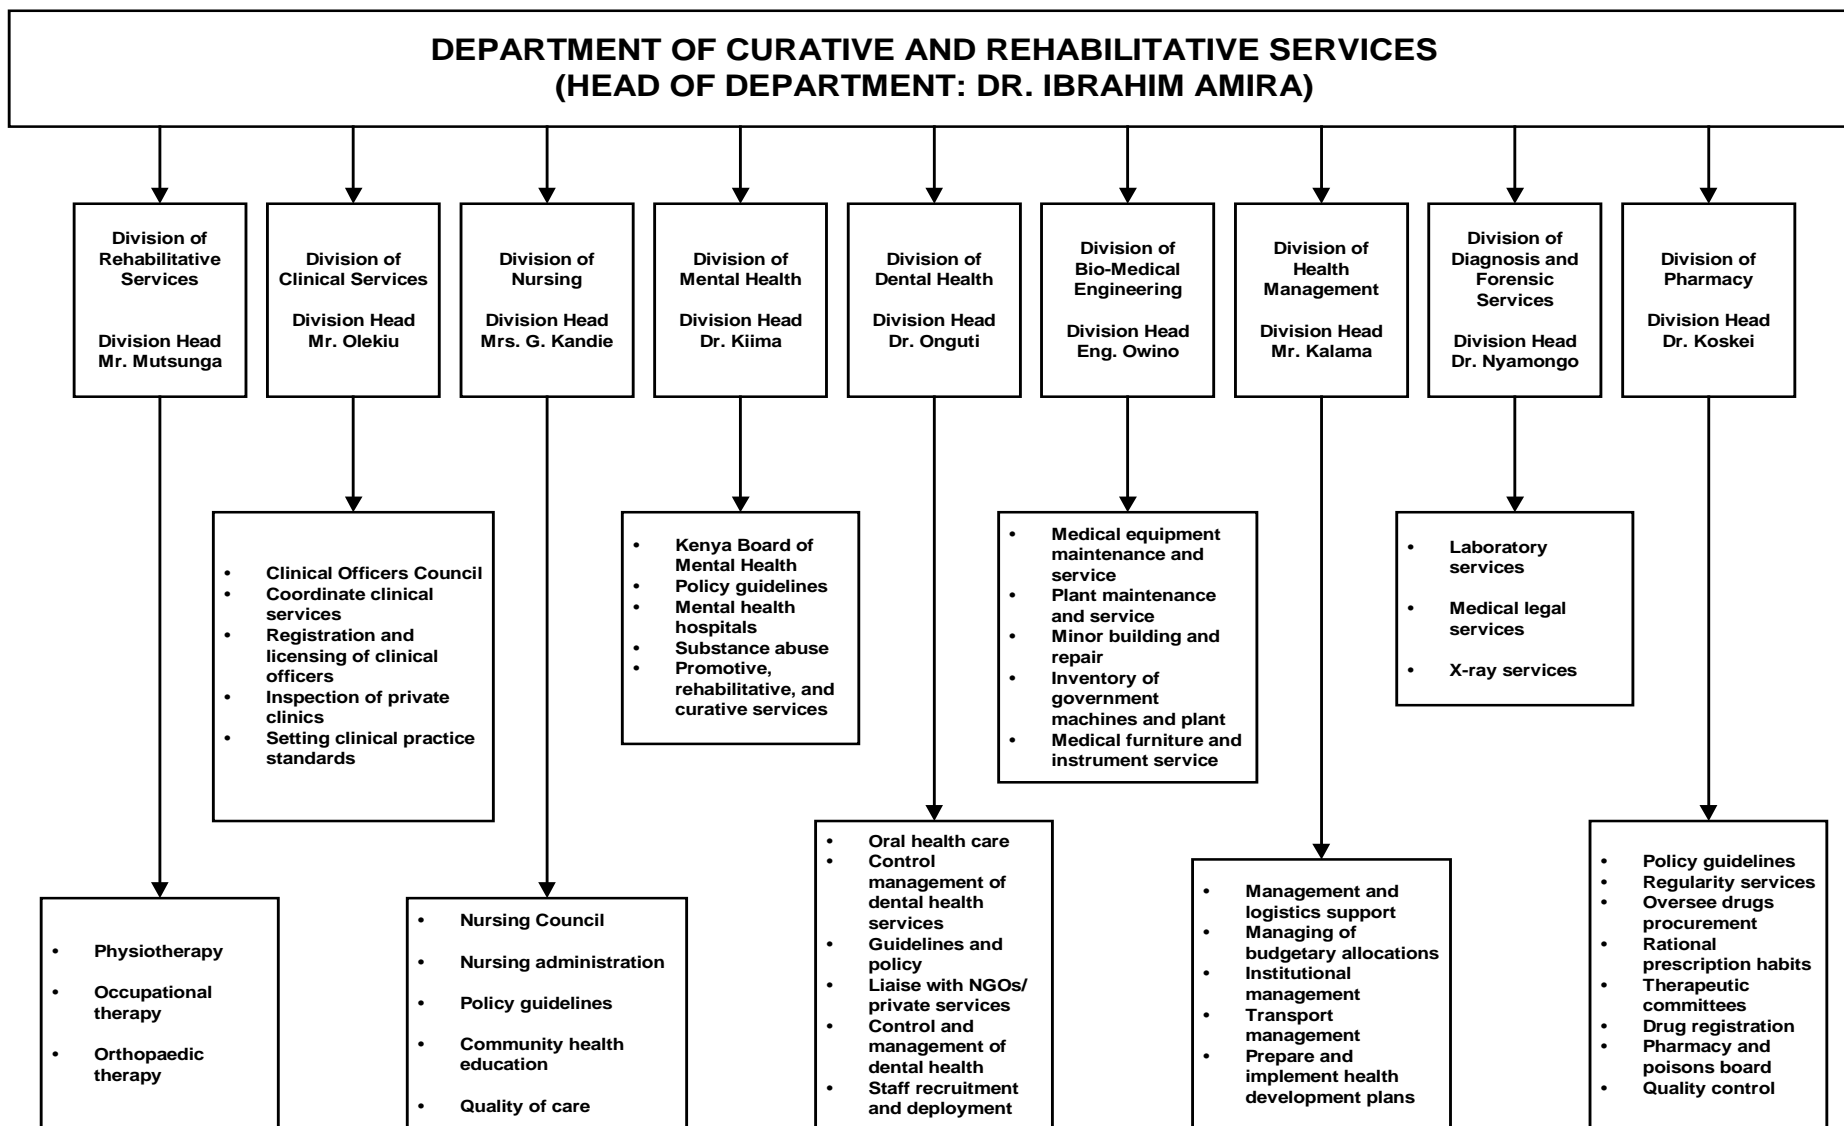 DEPARTMENT OF CURATIVE AND REHABILITATIVE SERVICES
(HEAD OF DEPARTMENT: DR. IBRAHIM AMIRA)
Division of
Rehabilitative
Services
Division Head
Mr. Mutsunga
Division of
Clinical Services
Division Head
Mr. Olekiu
Division of
Nursing
Division Head
Mrs. G. Kandie
Division of
Mental Health
Division Head
Dr. Kiima
Division of
Dental Health
Division Head
Dr. Onguti
Division of
Bio-Medical
Engineering
Division Head
Eng. Owino
Division of
Health
Management
Division Head
Mr. Kalama
Division of
Diagnosis and
Forensic
Services
Division Head
Dr. Nyamongo
Division of
Pharmacy
Division Head
Dr. Koskei
• Clinical Officers Council
• Coordinate clinical
services
• Registration and
licensing of clinical
officers
• Inspection of private
clinics
• Setting clinical practice
standards
• Kenya Board of
Mental Health
• Policy guidelines
• Mental health
hospitals
• Substance abuse
• Promotive,
rehabilitative, and
curative services
• Medical equipment
maintenance and
service
• Plant maintenance
and service
• Minor building and
repair
• Inventory of
government
machines and plant
• Medical furniture and
instrument service
• Laboratory
services
• Medical legal
services
• X-ray services
• Physiotherapy
• Occupational
therapy
• Orthopaedic
therapy
• Nursing Council
• Nursing administration
• Policy guidelines
• Community health
education
• Quality of care
• Oral health care
• Control
management of
dental health
services
• Guidelines and
policy
• Liaise with NGOs/
private services
• Control and
management of
dental health
• Staff recruitment
and deployment
• Management and
logistics support
• Managing of
budgetary allocations
• Institutional
management
• Transport
management
• Prepare and
implement health
development plans
• Policy guidelines
• Regularity services
• Oversee drugs
procurement
• Rational
prescription habits
• Therapeutic
committees
• Drug registration
• Pharmacy and
poisons board
• Quality control